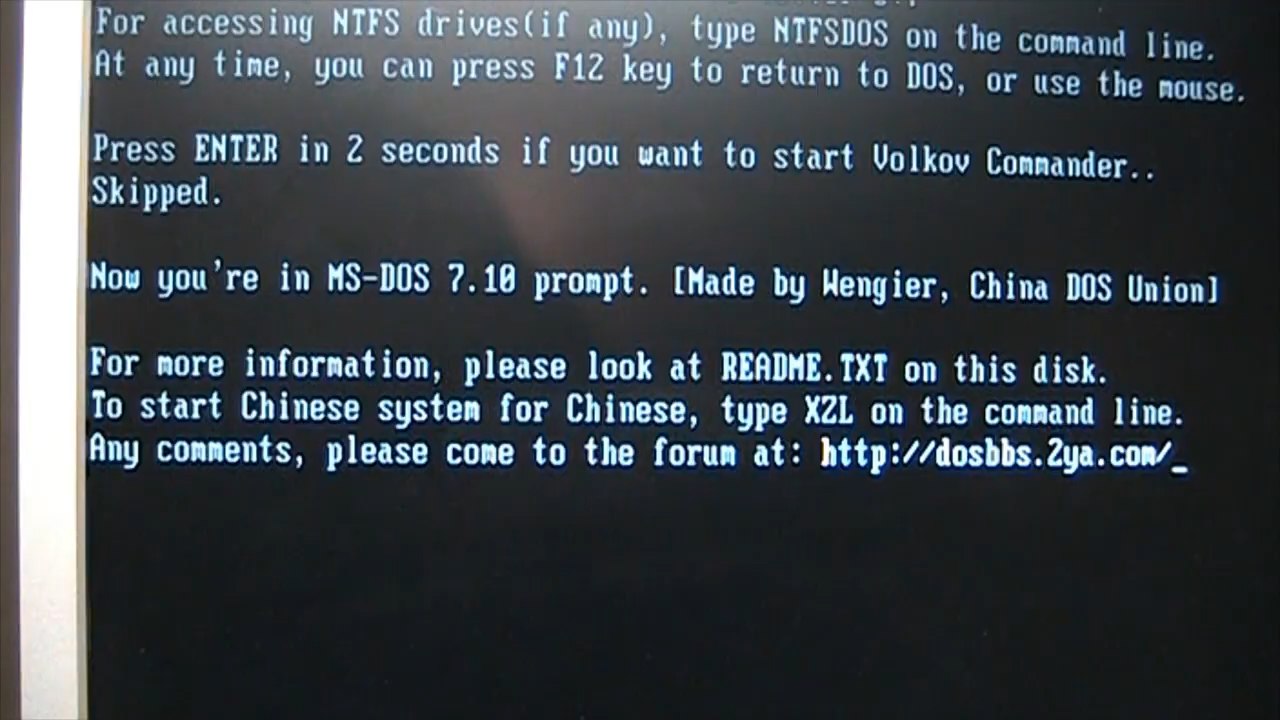 For accessing NTFS drives(if any), type NTFSDOS on the command line.
At any time, you can press F12 key to return to DOS, or use the mouse.
Press ENTER in 2 seconds if you want to start Volkov Commander..
Skipped.
Now you're in MS-DOS 7.10 prompt. [Made by Wengier, China DOS Union]
For more information, please look at README.TXT on this disk.
To start Chinese system for Chinese, type XZL on the command line.
Any comments, please come to the forum at: http://dosbbs.2ya.com/_